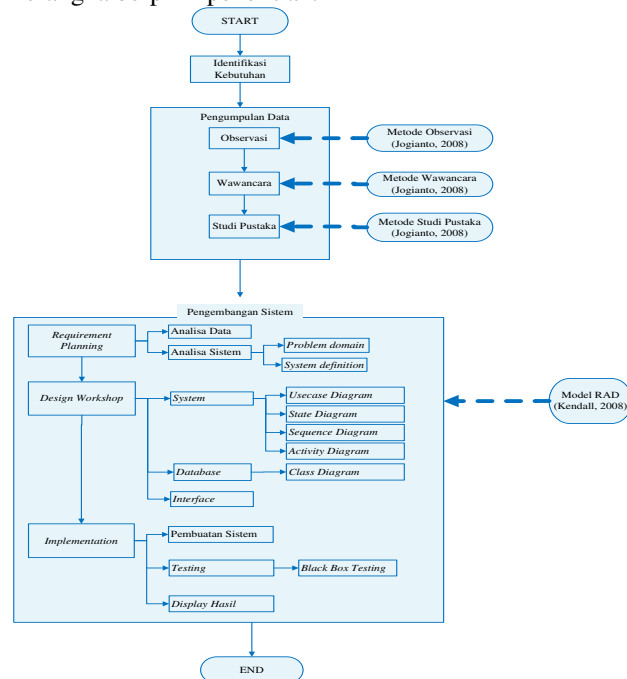 START
Identifikasi
Kebutuhan
Pengumpulan Data
Observasi
Metode Observasi
(Jogianto, 2008)
Wawancara
Metode Wawancara
(Jogianto, 2008)
Studi Pustaka
Metode Studi Pustaka
(Jogianto, 2008)
Pengembangan Sistem
Requirement
Planning
Analisa Data
Analisa Sistem
Problem domain
System definition
Design Workshop
System
Usecase Diagram
State Diagram
Sequence Diagram
Activity Diagram
Database
Class Diagram
Interface
Model RAD
(Kendall, 2008)
Implementation
Pembuatan Sistem
Testing
Black Box Testing
Display Hasil
END